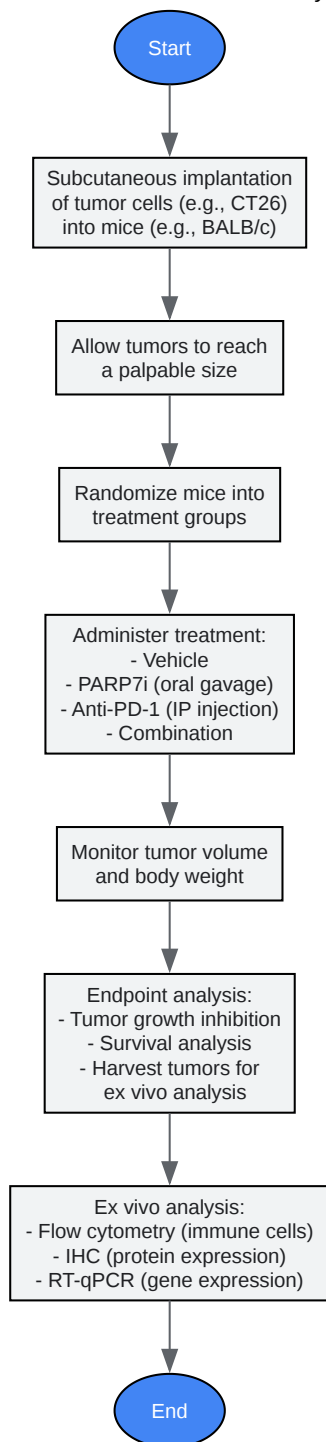 Start
Subcutaneous implantation
of tumor cells (e.g., CT26)
into mice (e.g., BALB/c)
Allow tumors to reach
a palpable size
Randomize mice into
treatment groups
Administer treatment:
- Vehicle
- PARP7i (oral gavage)
- Anti-PD-1 (IP injection)
- Combination
Monitor tumor volume
and body weight
Endpoint analysis:
- Tumor growth inhibition
- Survival analysis
- Harvest tumors for
ex vivo analysis
Ex vivo analysis:
- Flow cytometry (immune cells)
- IHC (protein expression)
- RT-qPCR (gene expression)
End